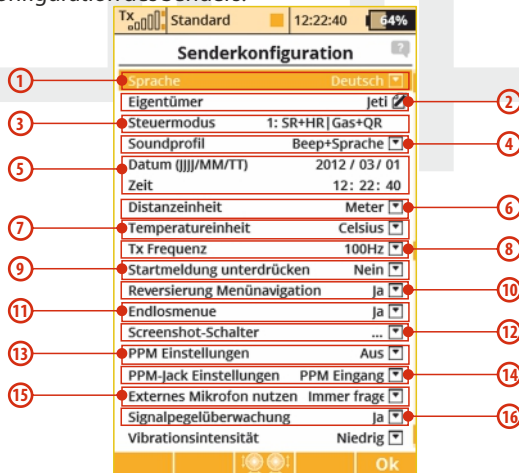 Tx Standard 12:22:40 64%
Senderkonfiguration ?
1 Sprache Deutsch
Eigentümer Jeti 2
3 Steuermodus 1: SR+HR|Gas+QR
Soundprofil Beep+Sprache 4
5 Datum (JJJJ/MM/TT) 2012 / 03/ 01
Zeit 12: 22: 40
Distanzeinheit Meter 6
7 Temperatureinheit Celsius
Tx Frequenz 100Hz 8
9 Startmeldung unterdrücken Nein
Reversierung Menünavigation Ja 10
11 Endlosmenue Ja
Screenshot-Schalter ... 12
13 PPM Einstellungen Aus
PPM-Jack Einstellungen PPM Eingang 14
15 Externes Mikrofon nutzen Immer frage
Signalpegelüberwachung Ja 16
Vibrationsintensität Niedrig
Ok